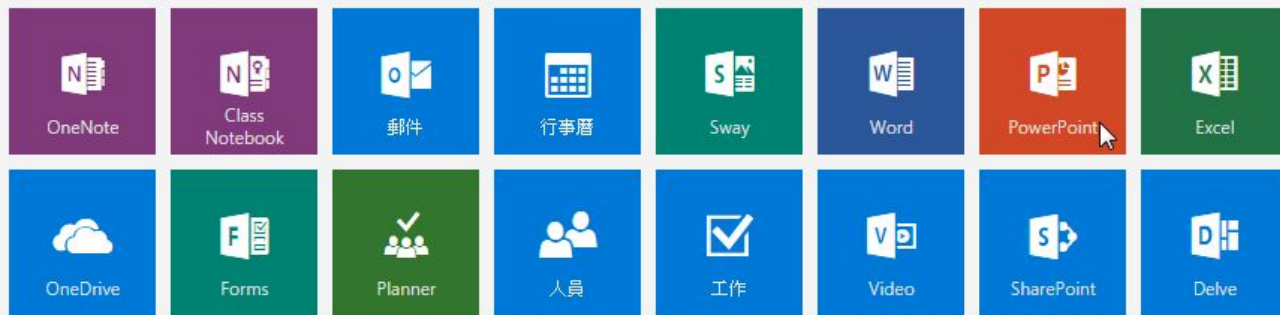 OneNote
Class
Notebook
郵件
行事曆
Sway
Word
PowerPoint
Excel
OneDrive
Forms
Planner
人員
工作
Video
SharePoint
Delve